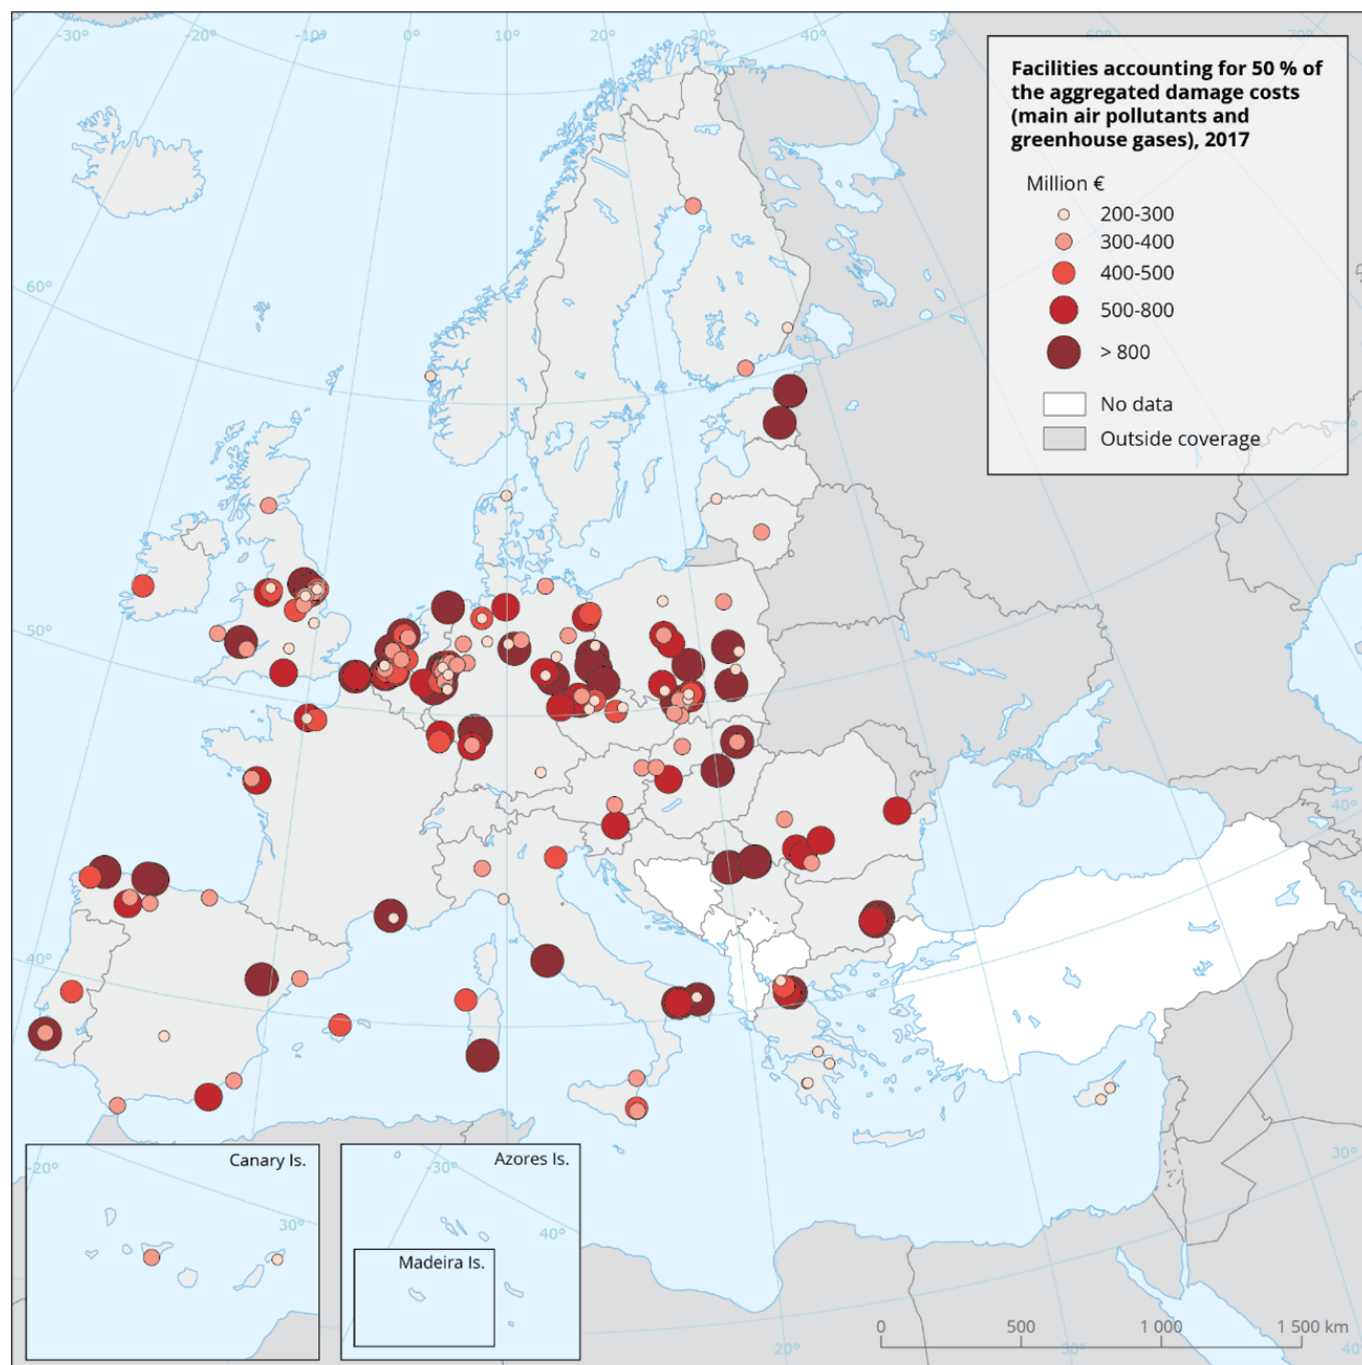 -30°
-20°
-10°
0°
10°
20°
30°
40°
50°
60°
70°
Facilities accounting for 50 % of
the aggregated damage costs
(main air pollutants and
greenhouse gases), 2017
Million €
200-300
300-400
400-500
500-800
> 800
No data
Outside coverage
60°
50°
40°
40°
30°
Canary Is.
-20°
30°
Azores Is.
-30°
40°
Madeira Is.
0
500
1 000
1 500 km
20°
30°
40